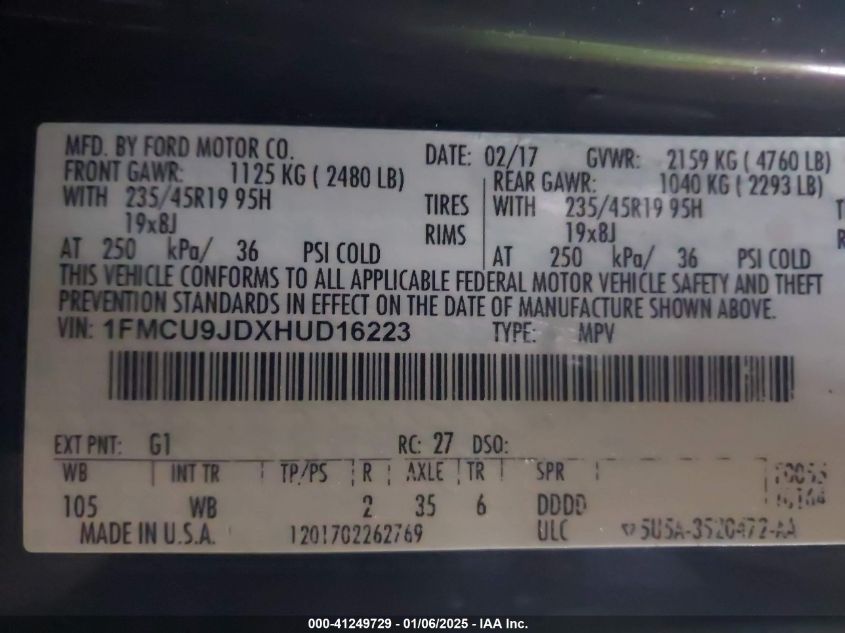 MFD. BY FORD MOTOR CO. DATE: 02/17 GVWR: 2159 KG ( 4760 LB)
FRONT GAWR: 1125 KG ( 2480 LB) REAR GAWR: 1040 KG ( 2293 LB)
WITH 235/45R19 95H TIRES WITH 235/45R19 95H
19x8J RIMS 19x8J
AT 250 kPa/ 36 PSI COLD AT 250 kPa/ 36 PSI COLD
THIS VEHICLE CONFORMS TO ALL APPLICABLE FEDERAL MOTOR VEHICLE SAFETY AND THEFT
PREVENTION STANDARDS IN EFFECT ON THE DATE OF MANUFACTURE SHOWN ABOVE.
VIN: 1FMCU9JDXHUD16223 TYPE: MPV
EXT PNT: G1 RC: 27 DSO:
WB INT TR TP/PS R AXLE TR SPR
105 WB 2 35 6 DDDD
MADE IN U.S.A. 1201702262769 ULC 5U5A-3520472-AA
000-41249729 - 01/06/2025 - IAA Inc.